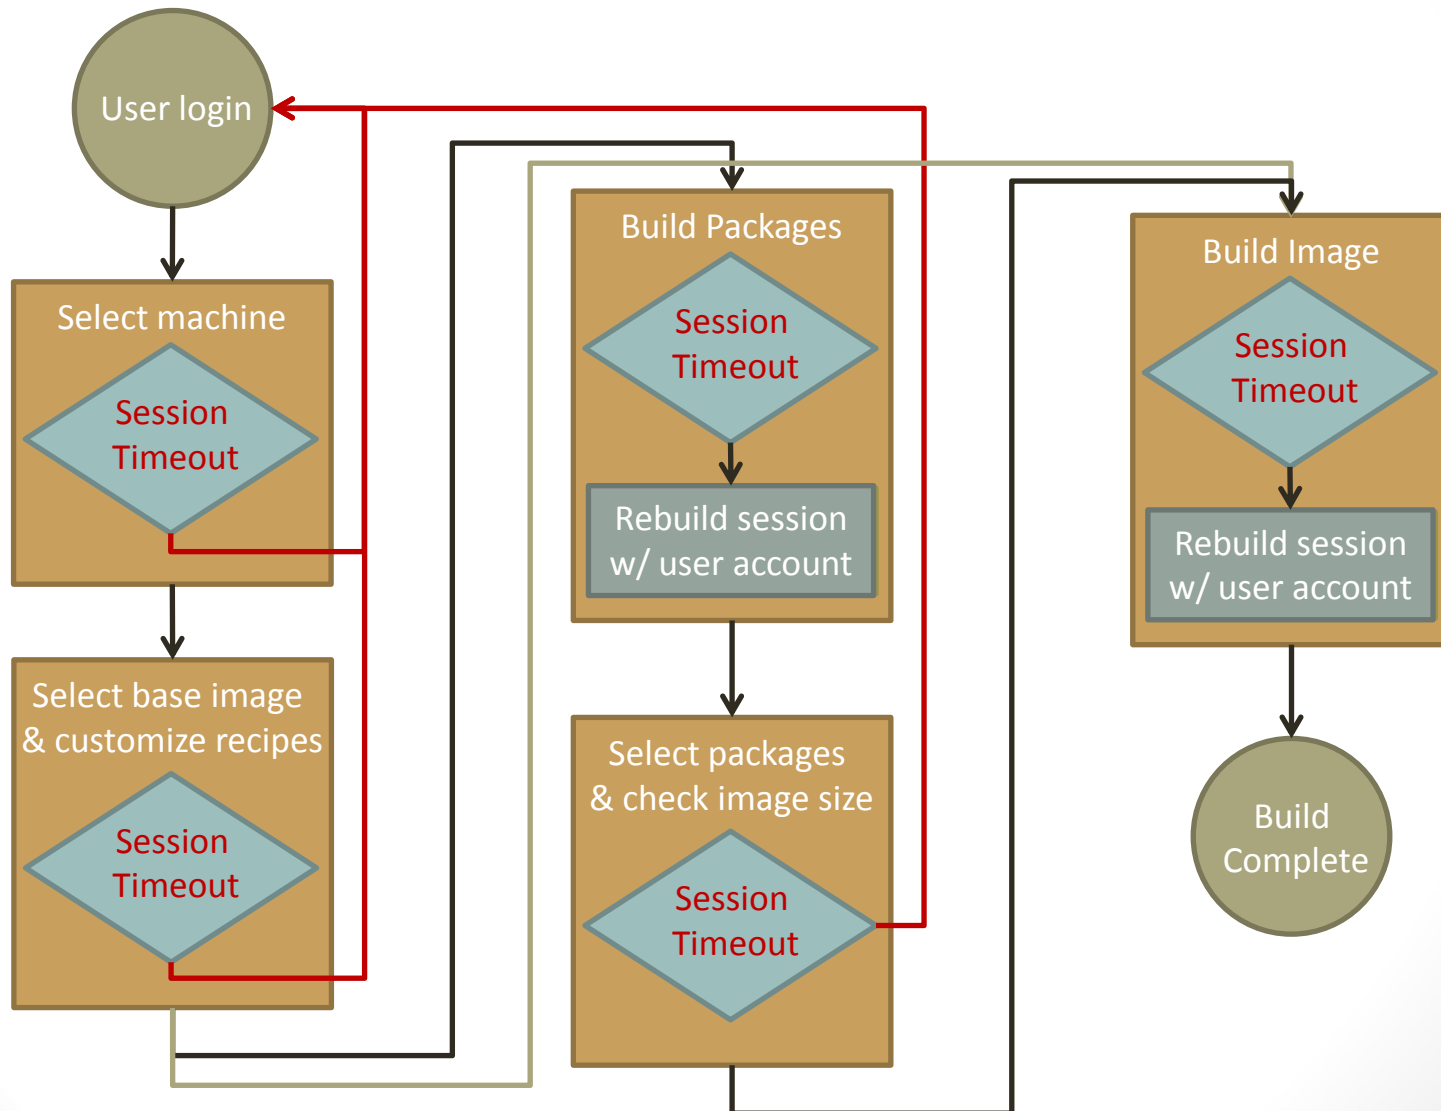 User login
Select machine
Session
Timeout
Select base image
& customize recipes
Session
Timeout
Build Packages
Session
Timeout
Rebuild session
w/ user account
Select packages
& check image size
Session
Timeout
Build Image
Session
Timeout
Rebuild session
w/ user account
Build
Complete